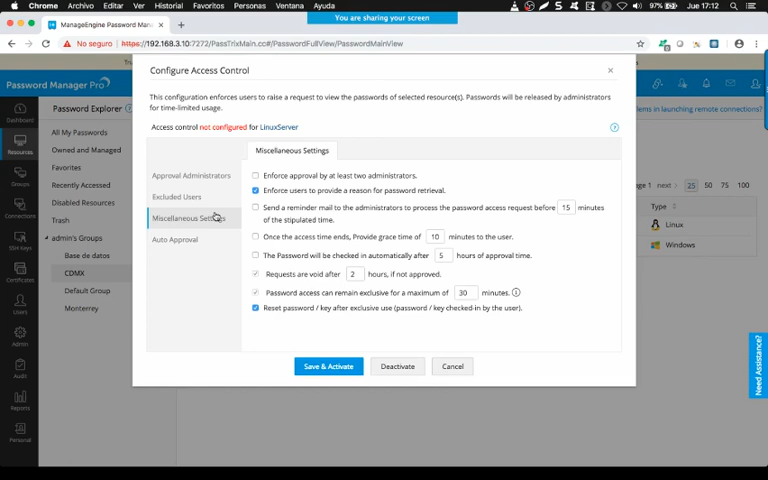 Chrome Archivo Editar Ver Historial Favoritos Personas Ventana Ayuda
97% Jue 17:12
You are sharing your screen
ManageEngine Password Man
No seguro https://192.168.3.10:7272/PassTrixMain.cc#/PasswordFullView/PasswordMainView
Password Manager Pro
Configure Access Control
This configuration enforces users to raise a request to view the passwords of selected resource(s). Passwords will be released by administrators
for time-limited usage.
Access control not configured for LinuxServer
Password Explorer
lems in launching remote connections?
Dashboard
Resources
Groups
Connections
SSH Keys
Certificates
Users
Admin
Audit
Reports
Personal
All My Passwords
Owned and Managed
Favorites
Recently Accessed
Disabled Resources
Trash
admin's Groups
Base de datos
CDMX
Default Group
Monterrey
Approval Administrators
Excluded Users
Miscellaneous Settings
Auto Approval
Miscellaneous Settings
Enforce approval by at least two administrators.
Enforce users to provide a reason for password retrieval.
Send a reminder mail to the administrators to process the password access request before 15 minutes
of the stipulated time.
Once the access time ends, Provide grace time of 10 minutes to the user.
The Password will be checked in automatically after 5 hours of approval time.
Requests are void after 2 hours, if not approved.
Password access can remain exclusive for a maximum of 30 minutes.
Reset password / key after exclusive use (password / key checked-in by the user).
Save & Activate Deactivate Cancel
ge 1 next 25 50 75 100
Type
Linux
Windows
Need Assistance?